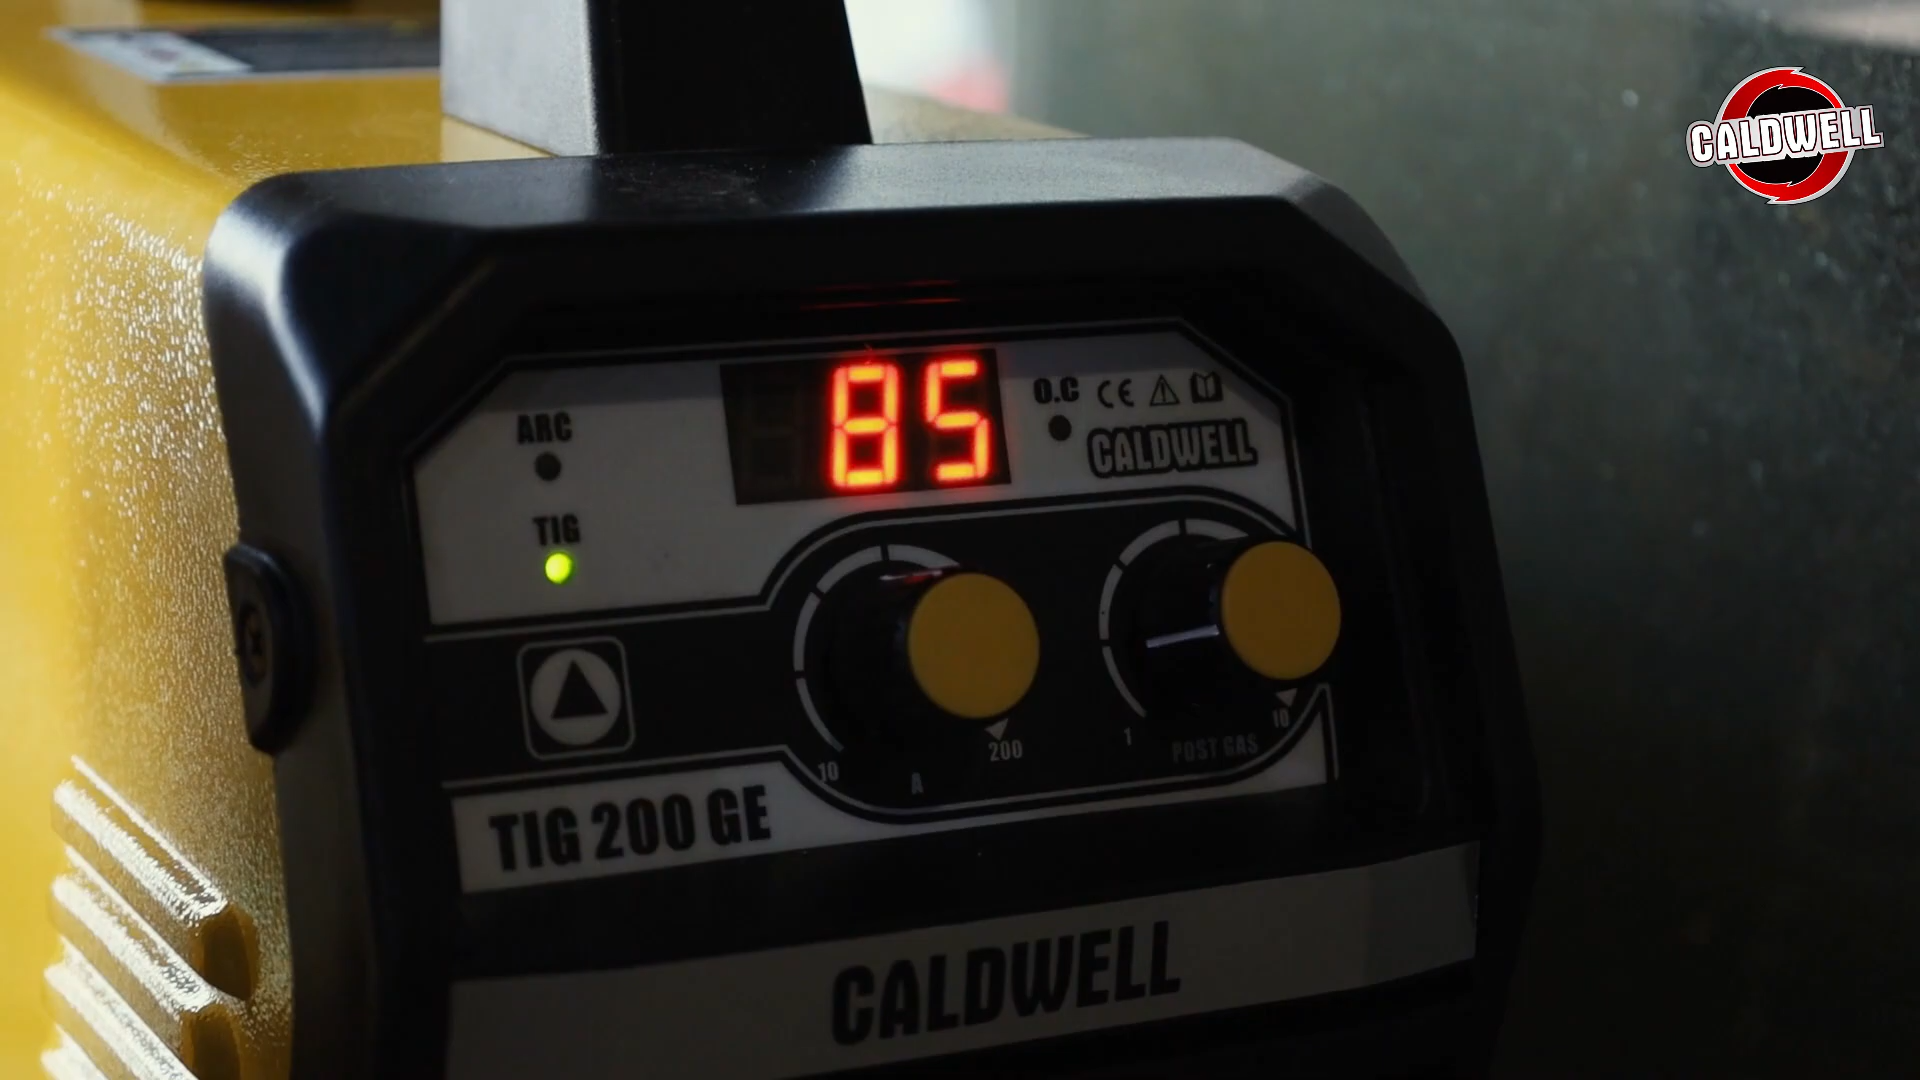 CALDWELL
85
ARC
O.C CE
CALDWELL
TIG
10
A
200
1
POST GAS
10
TIG 200 GE
CALDWELL